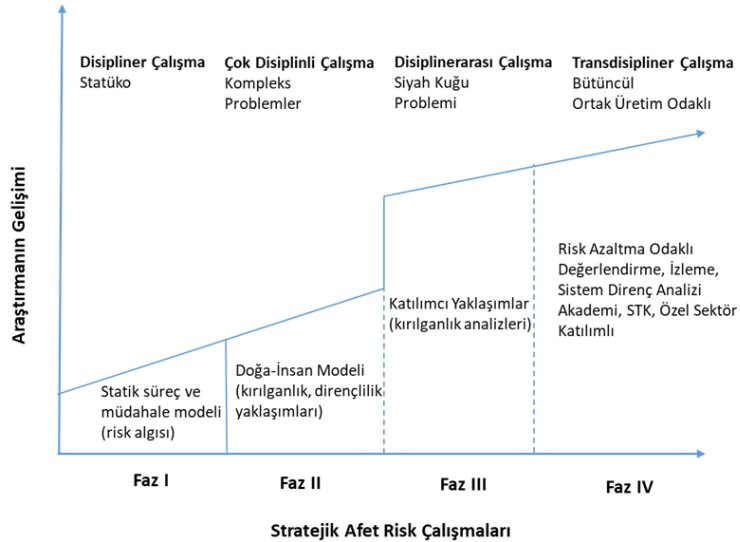 Disipliner Çalışma
Statüko
Çok Disiplinli Çalışma
Kompleks
Problemler
Disiplinerarası Çalışma
Siyah Kuğu
Problemi
Transdisipliner Çalışma
Bütüncül
Ortak Üretim Odaklı
Araştırmanın Gelişimi
Statik süreç ve
müdahale modeli
(risk algısı)
Doğa-İnsan Modeli
(kırılganlık, dirençlilik
yaklaşımları)
Katılımcı Yaklaşımlar
(kırılganlık analizleri)
Risk Azaltma Odaklı
Değerlendirme, İzleme,
Sistem Direnç Analizi
Akademi, STK, Özel Sektör
Katılımlı
Faz I
Faz II
Faz III
Faz IV
Stratejik Afet Risk Çalışmaları